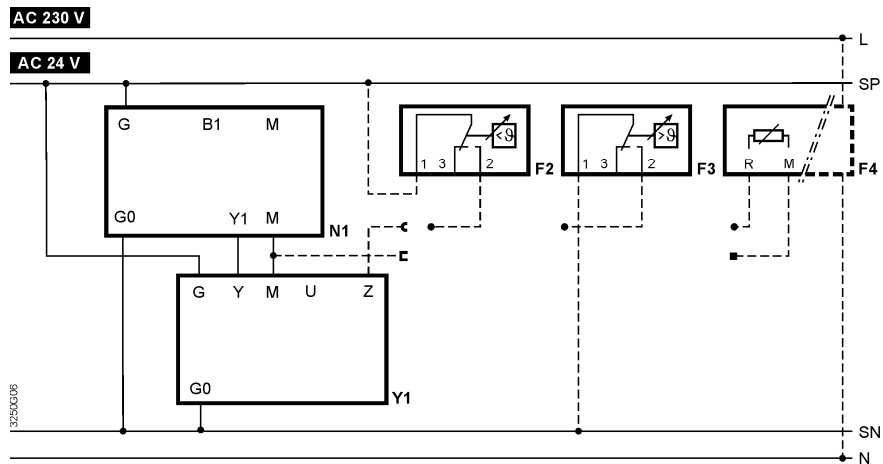 AC 230 V
L
AC 24 V
SP
G B1 M
G0 Y1 M
N1
1 3 2
<ϑ
F2
1 3 2
>ϑ
F3
R M
F4
G Y M U Z
G0
Y1
3250G06
SN
N